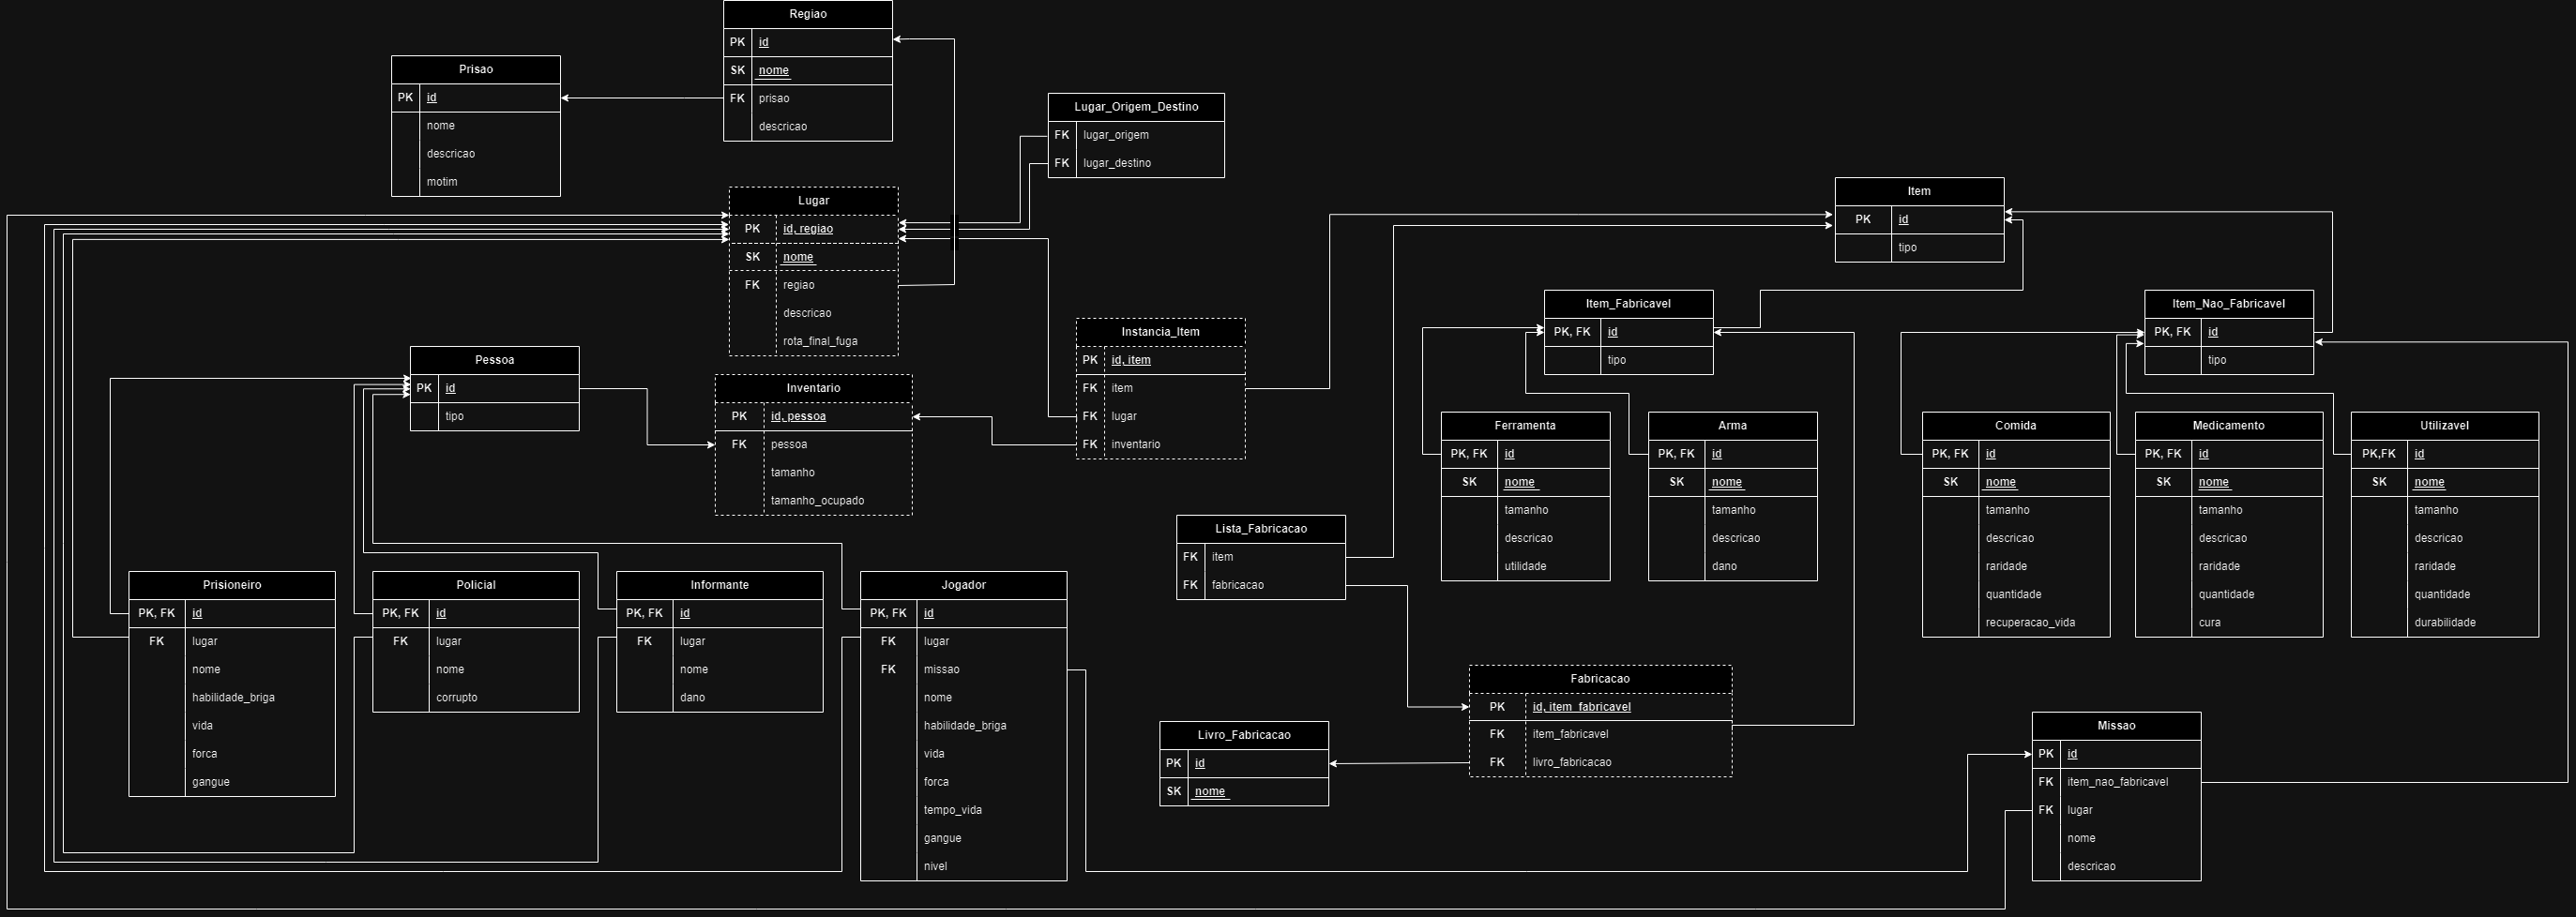 Regiao
PK id
SK nome
FK prisao
descricao
Prisao
PK id
nome
descricao
motim
Lugar_Origem_Destino
FK lugar_origem
FK lugar_destino
Lugar
PK id, regiao
SK nome
FK regiao
descricao
rota_final_fuga
Item
PK id
tipo
Item_Fabricavel
PK, FK id
tipo
Item_Nao_Fabricavel
PK, FK id
tipo
Instancia_Item
PK id, item
FK item
FK lugar
FK inventario
Pessoa
PK id
tipo
Inventario
PK id, pessoa
FK pessoa
tamanho
tamanho_ocupado
Ferramenta
PK, FK id
SK nome
tamanho
descricao
utilidade
Arma
PK, FK id
SK nome
tamanho
descricao
dano
Comida
PK, FK id
SK nome
tamanho
descricao
raridade
quantidade
recuperacao_vida
Medicamento
PK, FK id
SK nome
tamanho
descricao
raridade
quantidade
cura
Utilizavel
PK,FK id
SK nome
tamanho
descricao
raridade
quantidade
durabilidade
Lista_Fabricacao
FK item
FK fabricacao
Prisioneiro
PK, FK id
FK lugar
nome
habilidade_briga
vida
forca
gangue
Policial
PK, FK id
FK lugar
nome
corrupto
Informante
PK, FK id
FK lugar
nome
dano
Jogador
PK, FK id
FK lugar
FK missao
nome
habilidade_briga
vida
forca
tempo_vida
gangue
nivel
Fabricacao
PK id, item_fabricavel
FK item_fabricavel
FK livro_fabricacao
Livro_Fabricacao
PK id
SK nome
Missao
PK id
FK item_nao_fabricavel
FK lugar
nome
descricao